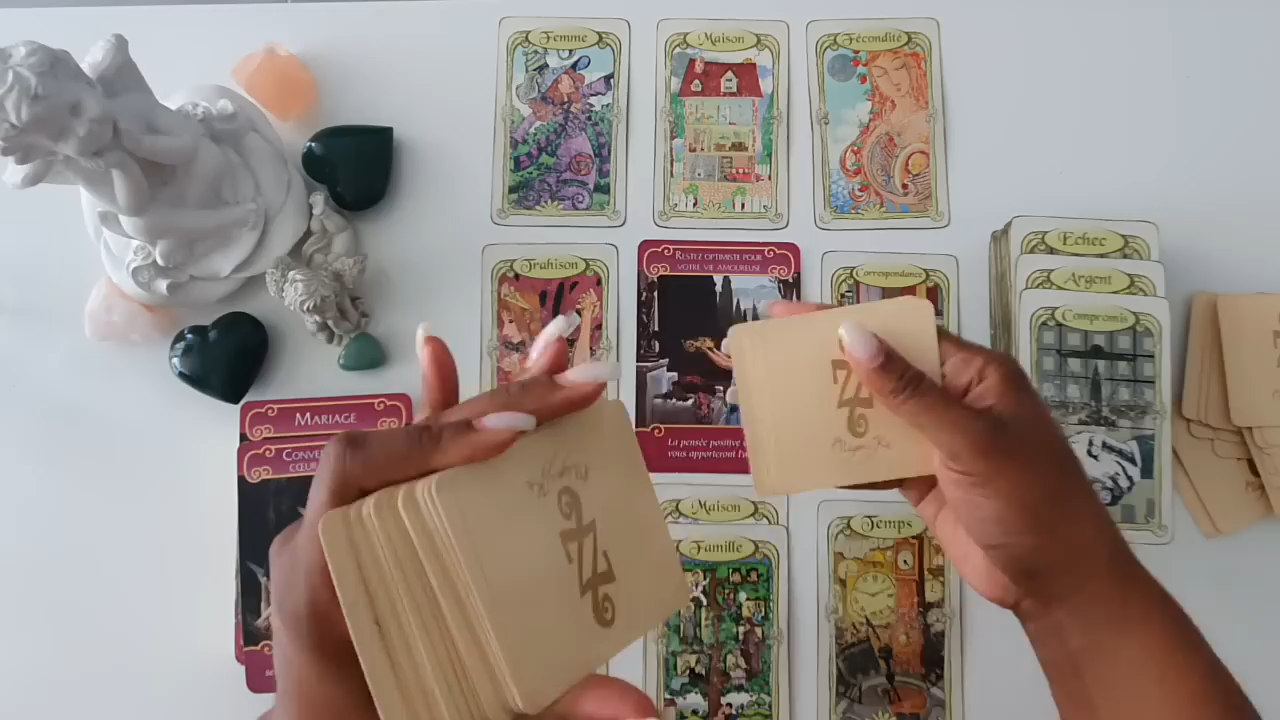 Femme
Maison
Fécondité
Trahison
RESTEZ OPTIMISTE POUR
VOTRE VIE AMOUREUSE
Correspondance
Echec
Argent
Compromis
MARIAGE
CŒUR
La pensée positive
vous apporteront
Maison
Famille
Temps